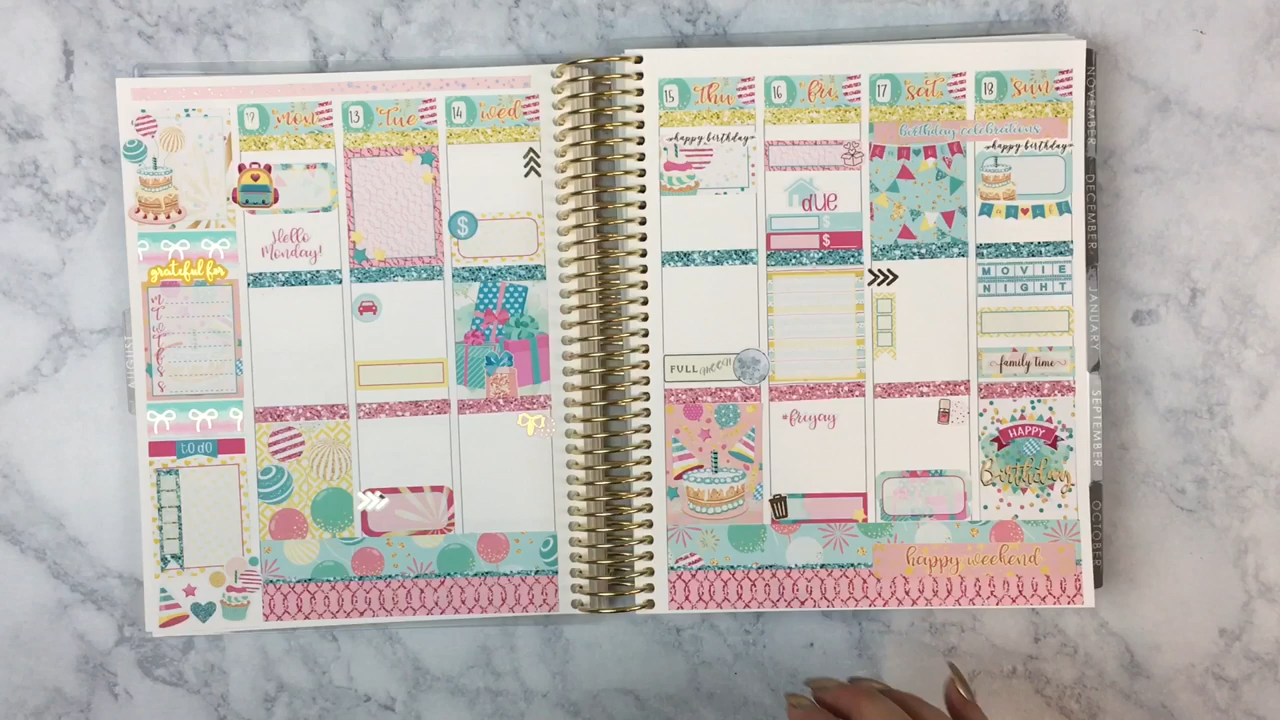 12 Mon
Hello
Monday!
grateful for
m
T
w
T
F
S
S
to do
13 Tue
14 Wed
$
15 Thu
happy birthday
FULL moon
16 fri
due
$
$
#friyay
17 sat
birthday celebrations
18 sun
happy birthday
MOVIE
NIGHT
family time
HAPPY
Birthday
happy weekend
AUGUST
NOVEMBER
DECEMBER
JANUARY
SEPTEMBER
OCTOBER